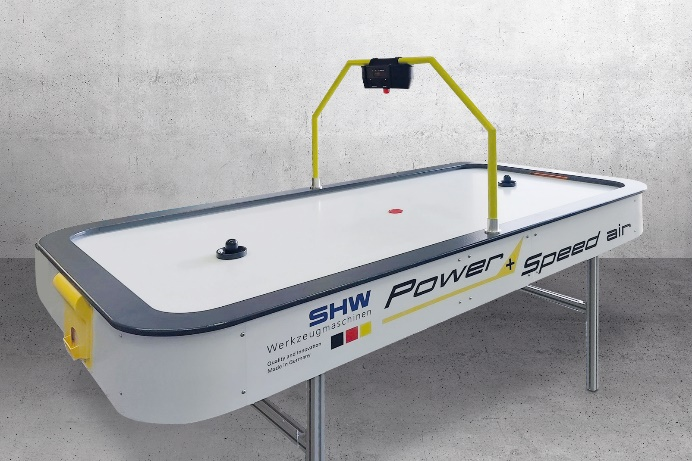 SHW
Werkzeugmaschinen
Quality and Innovation
Made in Germany
Power + Speed air